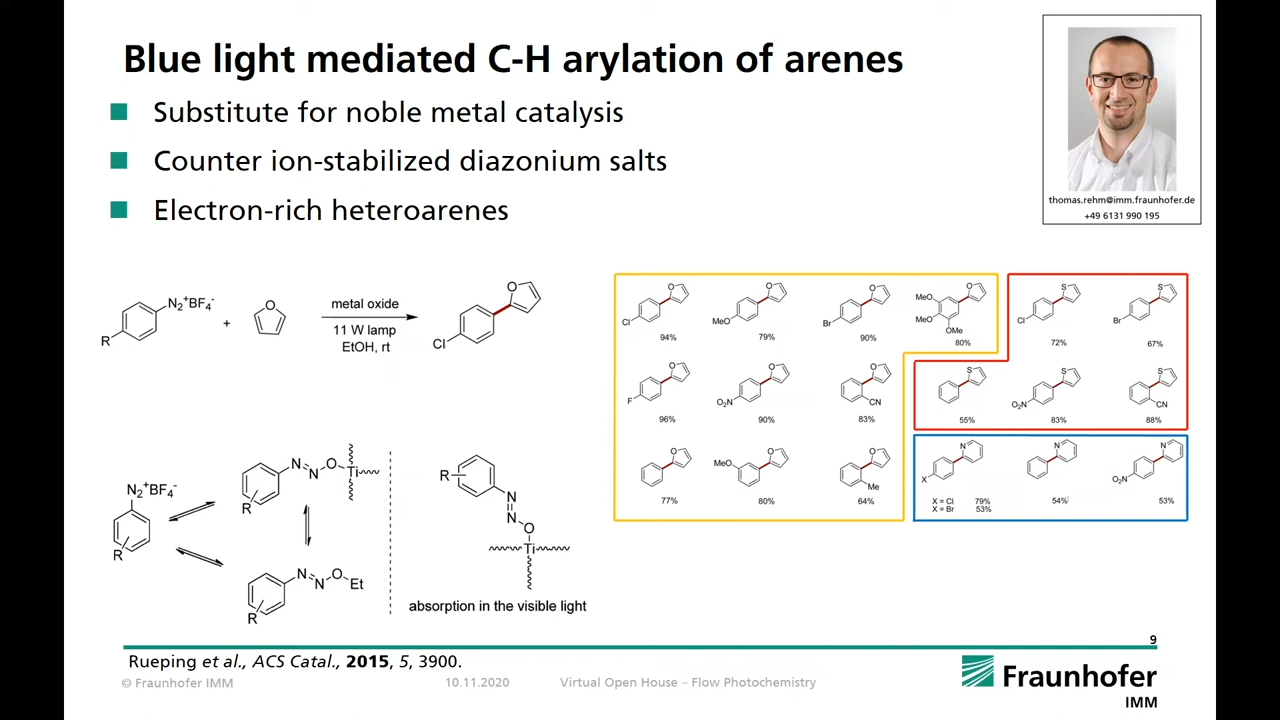 Blue light mediated C-H arylation of arenes
Substitute for noble metal catalysis
Counter ion-stabilized diazonium salts
Electron-rich heteroarenes
thomas.rehm@imm.fraunhofer.de
+49 6131 990 195
N2+BF4-
R
+
O
metal oxide
11 W lamp
EtOH, rt
O
Cl
O
Cl
94%
O
MeO
79%
O
Br
90%
O
MeO
MeO
OMe
80%
S
Cl
72%
S
Br
67%
O
F
96%
O
O2N
90%
O
CN
83%
S
55%
S
O2N
83%
S
CN
88%
O
77%
O
MeO
80%
O
Me
64%
N
X
X = Cl 79%
X = Br 53%
N
54%
N
O2N
53%
N2+BF4-
R
N
N
O
Ti
R
N
N
O
Et
R
R
N
N
O
Ti
absorption in the visible light
9
Rueping et al., ACS Catal., 2015, 5, 3900.
© Fraunhofer IMM
10.11.2020
Virtual Open House – Flow Photochemistry
Fraunhofer
IMM